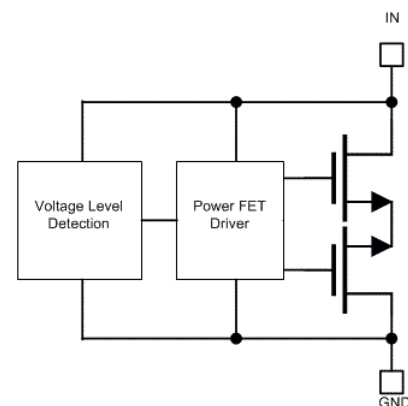 IN
Voltage Level
Detection
Power FET
Driver
GND